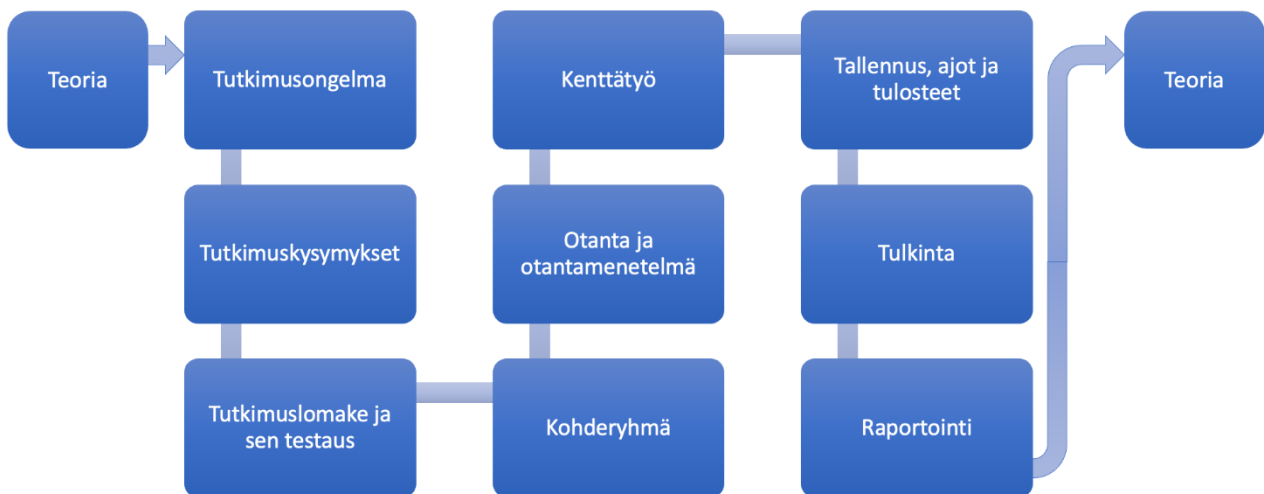 Teoria
Tutkimusongelma
Tutkimuskysymykset
Tutkimuslomake ja
sen testaus
Kohderyhmä
Otanta ja
otantamenetelmä
Kenttätyö
Tallennus, ajot ja
tulosteet
Tulkinta
Raportointi
Teoria